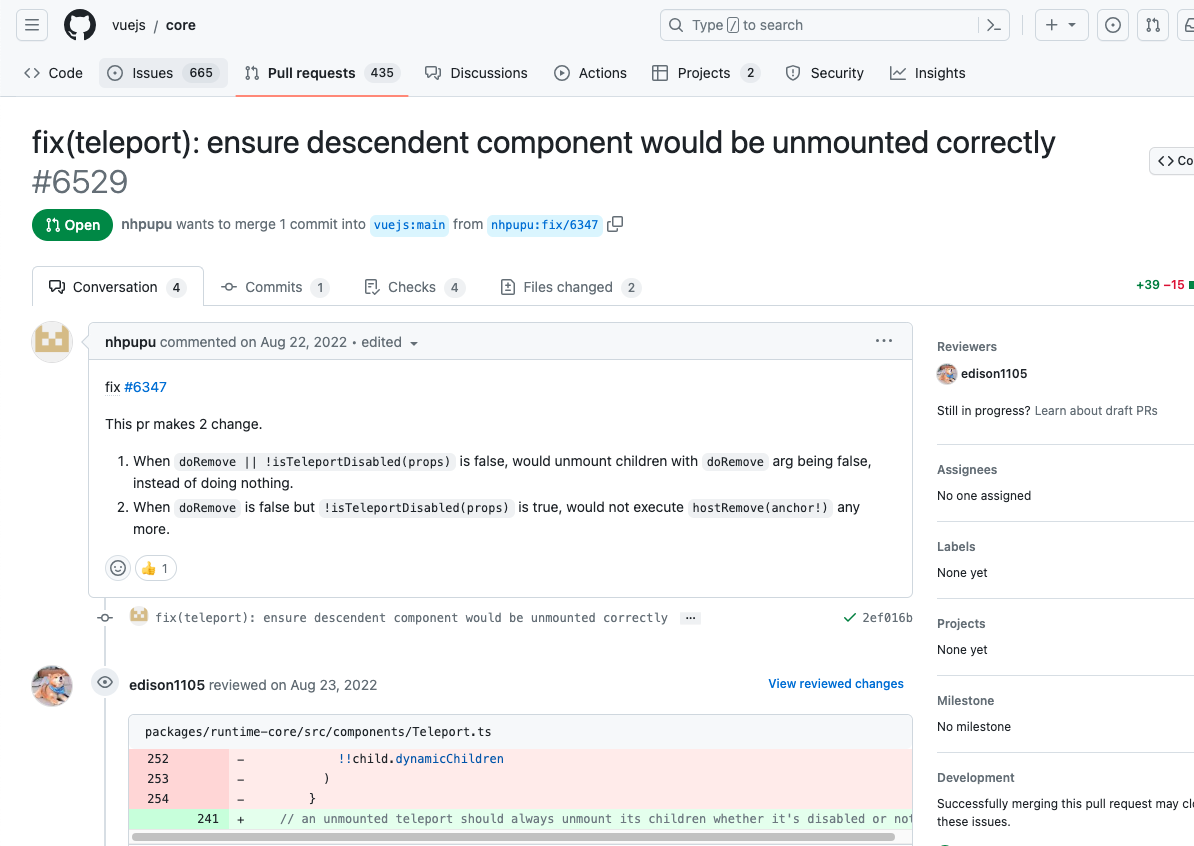 vuejs / core
Type / to search
Code
Issues 665
Pull requests 435
Discussions
Actions
Projects 2
Security
Insights
fix(teleport): ensure descendent component would be unmounted correctly
#6529
<> Co
Open
nhpupu wants to merge 1 commit into vuejs:main from nhpupu:fix/6347
Conversation 4
Commits 1
Checks 4
Files changed 2
+39 −15
nhpupu commented on Aug 22, 2022 • edited
fix #6347
This pr makes 2 change.
1. When doRemove || !isTeleportDisabled(props) is false, would unmount children with doRemove arg being false,
instead of doing nothing.
2. When doRemove is false but !isTeleportDisabled(props) is true, would not execute hostRemove(anchor!) any
more.
👍 1
fix(teleport): ensure descendent component would be unmounted correctly ...
2ef016b
edison1105 reviewed on Aug 23, 2022
View reviewed changes
packages/runtime-core/src/components/Teleport.ts
252 - !!child.dynamicChildren
253 - )
254 - }
241 + // an unmounted teleport should always unmount its children whether it's disabled or not
Reviewers
edison1105
Still in progress? Learn about draft PRs
Assignees
No one assigned
Labels
None yet
Projects
None yet
Milestone
No milestone
Development
Successfully merging this pull request may clo
these issues.